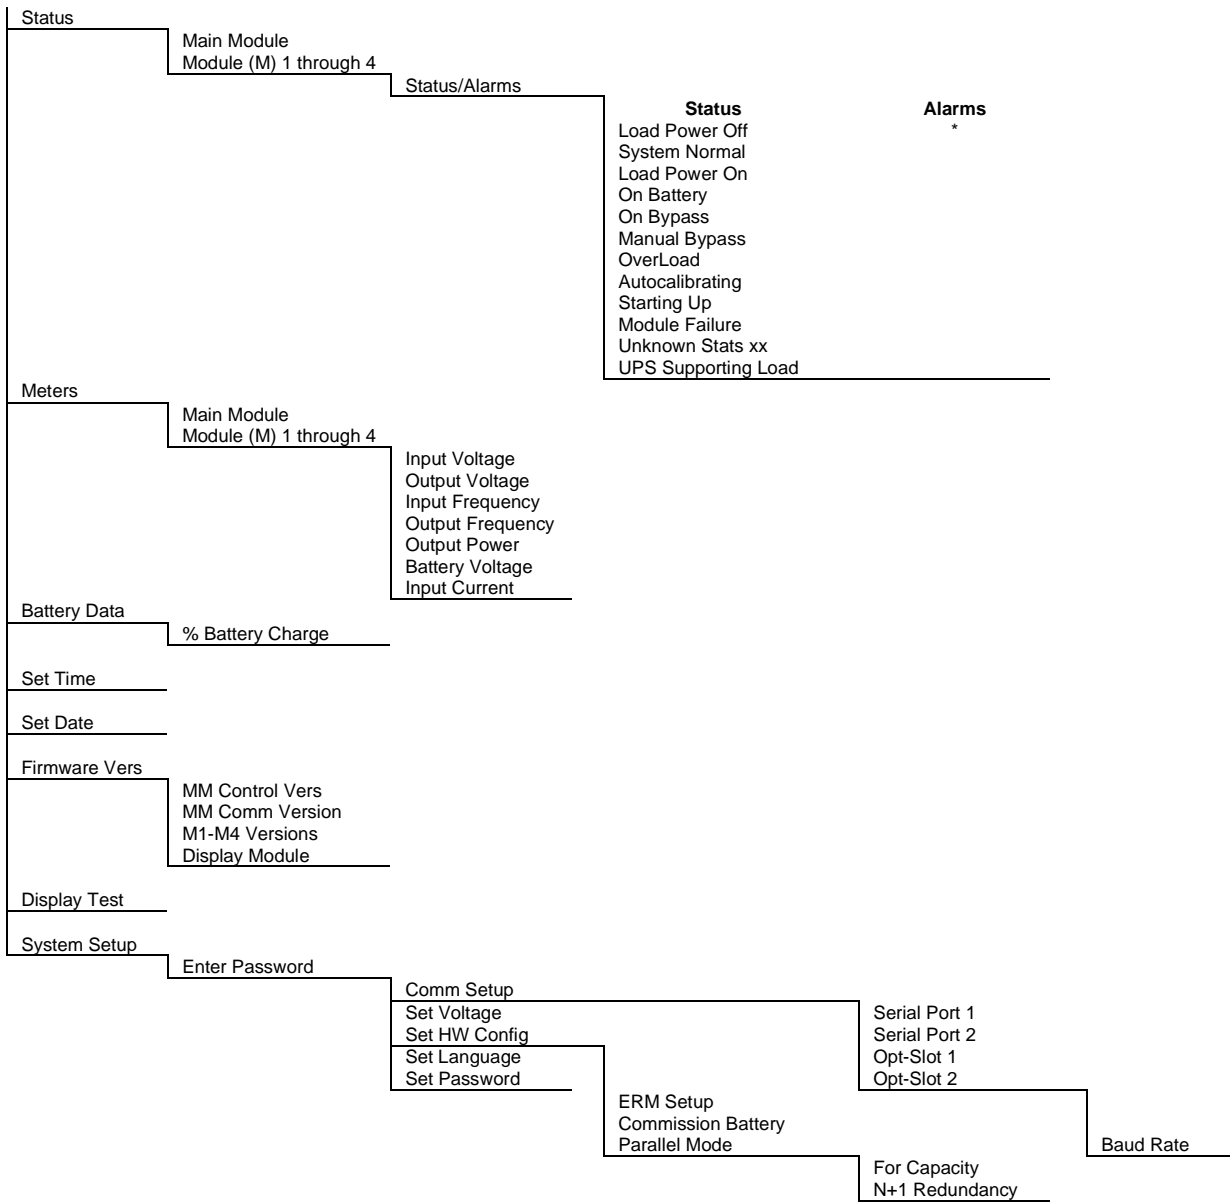 Status
Main Module
Module (M) 1 through 4
Status/Alarms
Status Alarms
Load Power Off *
System Normal
Load Power On
On Battery
On Bypass
Manual Bypass
OverLoad
Autocalibrating
Starting Up
Module Failure
Unknown Stats xx
UPS Supporting Load
Meters
Main Module
Module (M) 1 through 4
Input Voltage
Output Voltage
Input Frequency
Output Frequency
Output Power
Battery Voltage
Input Current
Battery Data
% Battery Charge
Set Time
Set Date
Firmware Vers
MM Control Vers
MM Comm Version
M1-M4 Versions
Display Module
Display Test
System Setup
Enter Password
Comm Setup
Set Voltage Serial Port 1
Set HW Config Serial Port 2
Set Language Opt-Slot 1
Set Password Opt-Slot 2
ERM Setup
Commission Battery
Parallel Mode Baud Rate
For Capacity
N+1 Redundancy